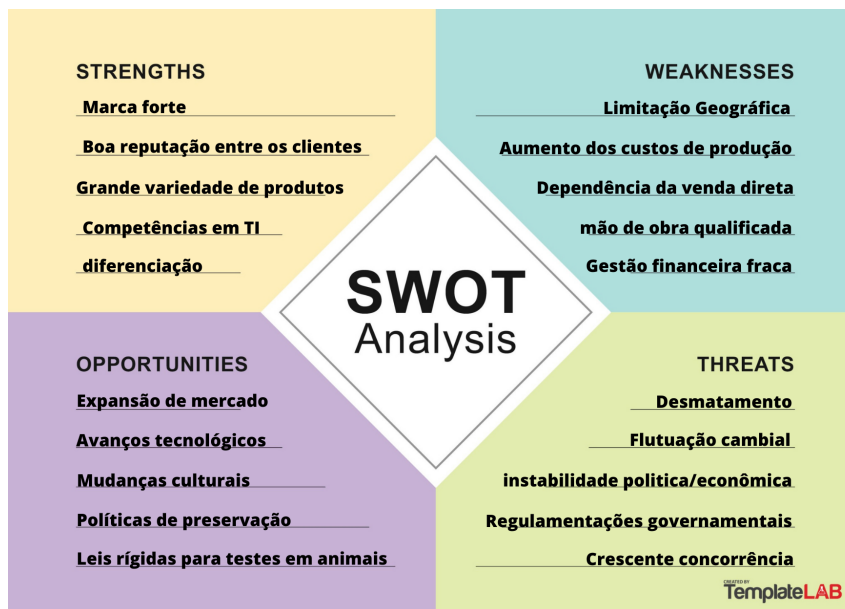 STRENGTHS
Marca forte
Boa reputação entre os clientes
Grande variedade de produtos
Competências em TI
diferenciação
WEAKNESSES
Limitação Geográfica
Aumento dos custos de produção
Dependência da venda direta
mão de obra qualificada
Gestão financeira fraca
SWOT
Analysis
OPPORTUNITIES
Expansão de mercado
Avanços tecnológicos
Mudanças culturais
Políticas de preservação
Leis rígidas para testes em animais
THREATS
Desmatamento
Flutuação cambial
instabilidade politica/econômica
Regulamentações governamentais
Crescente concorrência
CREATED BY
TemplateLAB